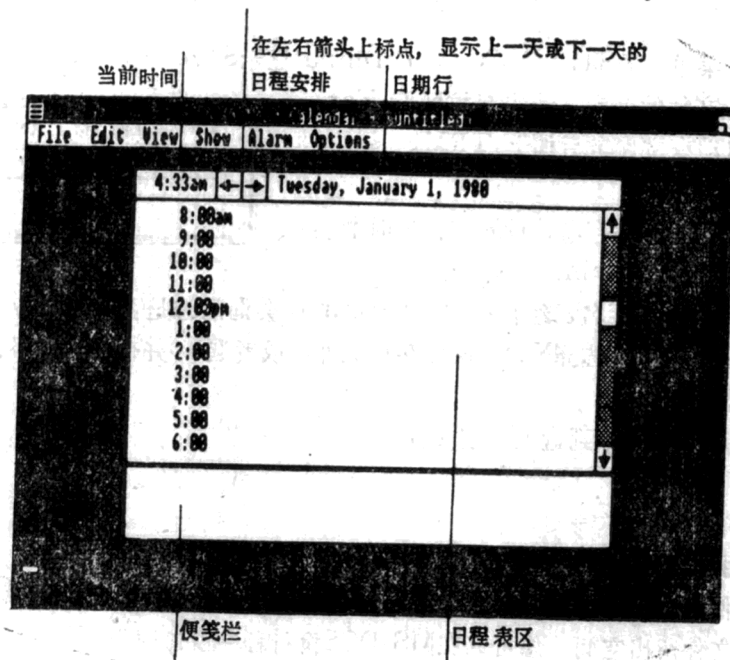 在左右箭头上标点，显示上一天或下一天的
当前时间 日程安排 日期行
Calendar - (untitled)
File Edit View Show Alarm Options
4:33am Tuesday, January 1, 1980
8:00am
9:00
10:00
11:00
12:00pm
1:00
2:00
3:00
4:00
5:00
6:00
便笺栏 日程表区